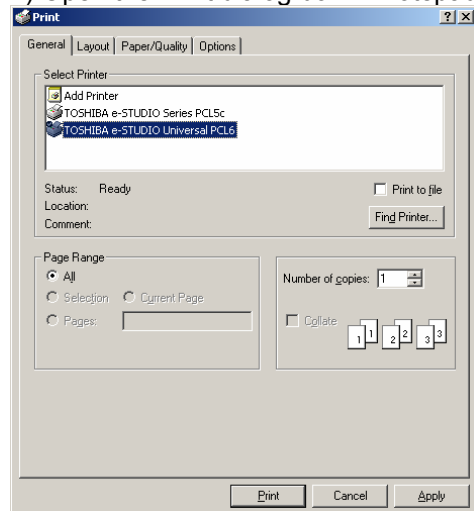 Print
General Layout Paper/Quality Options
Select Printer
Add Printer
TOSHIBA e-STUDIO Series PCL5c
TOSHIBA e-STUDIO Universal PCL6
Status: Ready
Print to file
Location:
Comment:
Find Printer...
Page Range
All
Selection Current Page
Pages:
Number of copies: 1
Collate
1 1 2 2 3 3
Print Cancel Apply